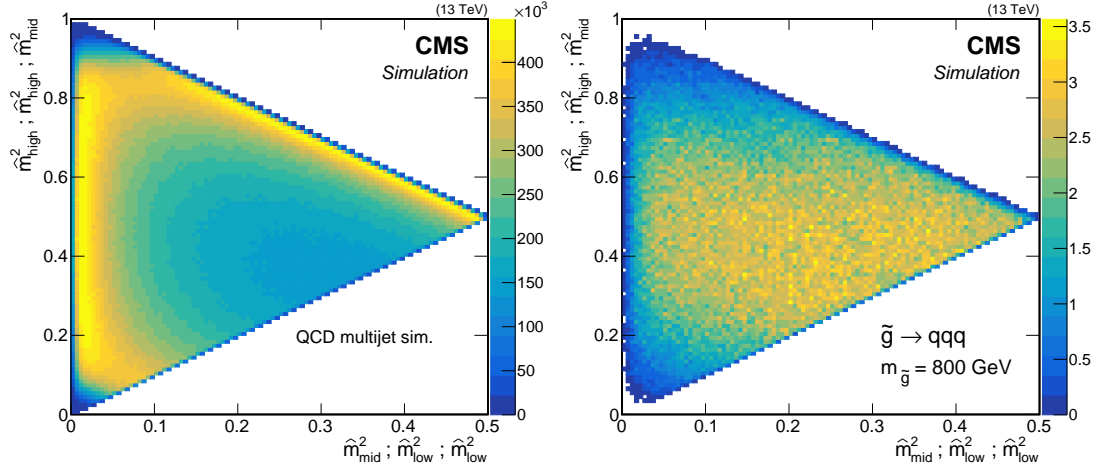 (13 TeV)
×10³
CMS
Simulation
QCD multijet sim.
m̂²high ; m̂²high ; m̂²mid
1
0.8
0.6
0.4
0.2
0
0 0.1 0.2 0.3 0.4 0.5
m̂²mid ; m̂²low ; m̂²low
400
350
300
250
200
150
100
50
0
(13 TeV)
CMS
Simulation
g̃ → qqq
m g̃ = 800 GeV
m̂²high ; m̂²high ; m̂²mid
1
0.8
0.6
0.4
0.2
0
0 0.1 0.2 0.3 0.4 0.5
m̂²mid ; m̂²low ; m̂²low
3.5
3
2.5
2
1.5
1
0.5
0